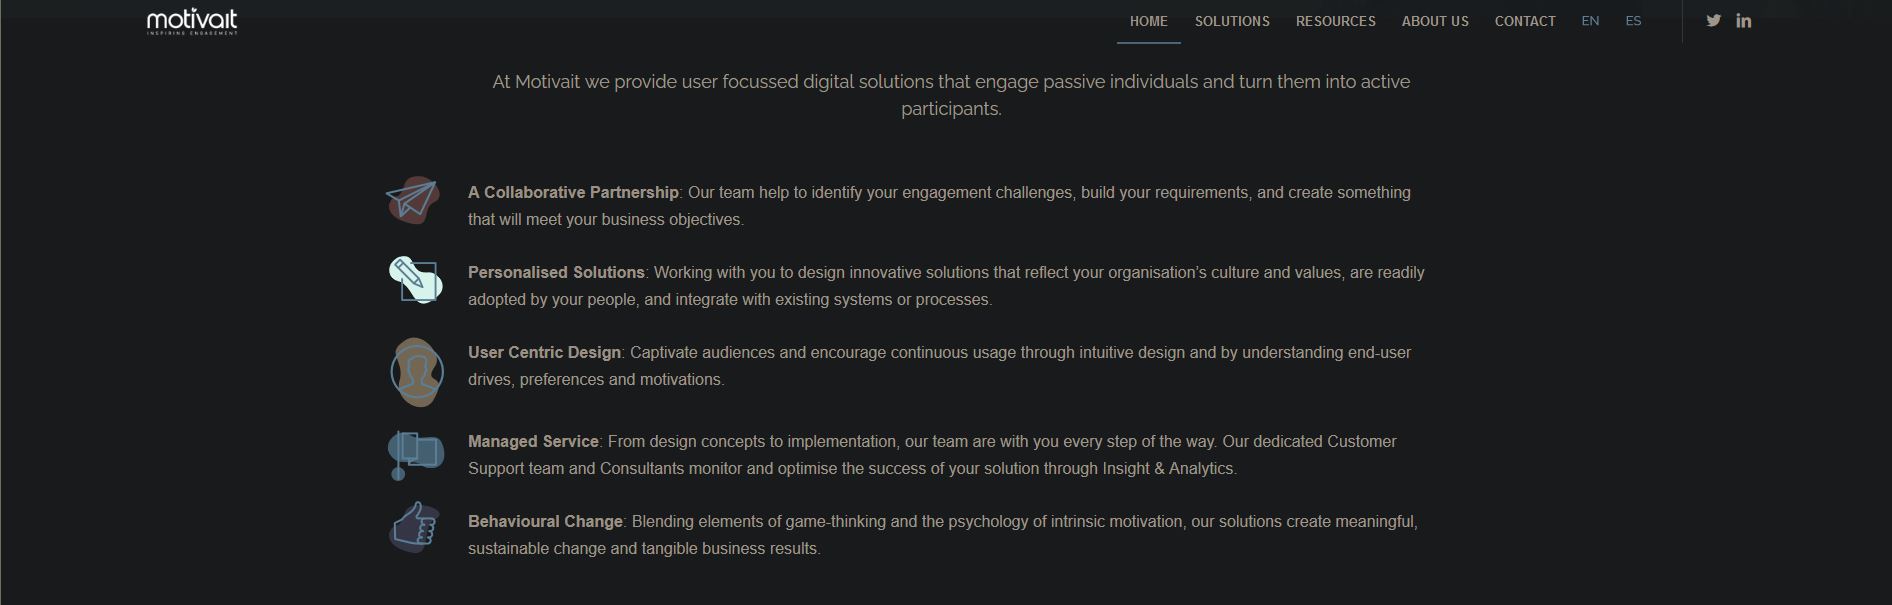 motivait
INSPIRING ENGAGEMENT
HOME SOLUTIONS RESOURCES ABOUT US CONTACT EN ES
At Motivait we provide user focussed digital solutions that engage passive individuals and turn them into active
participants.
A Collaborative Partnership: Our team help to identify your engagement challenges, build your requirements, and create something
that will meet your business objectives.
Personalised Solutions: Working with you to design innovative solutions that reflect your organisation’s culture and values, are readily
adopted by your people, and integrate with existing systems or processes.
User Centric Design: Captivate audiences and encourage continuous usage through intuitive design and by understanding end-user
drives, preferences and motivations.
Managed Service: From design concepts to implementation, our team are with you every step of the way. Our dedicated Customer
Support team and Consultants monitor and optimise the success of your solution through Insight & Analytics.
Behavioural Change: Blending elements of game-thinking and the psychology of intrinsic motivation, our solutions create meaningful,
sustainable change and tangible business results.